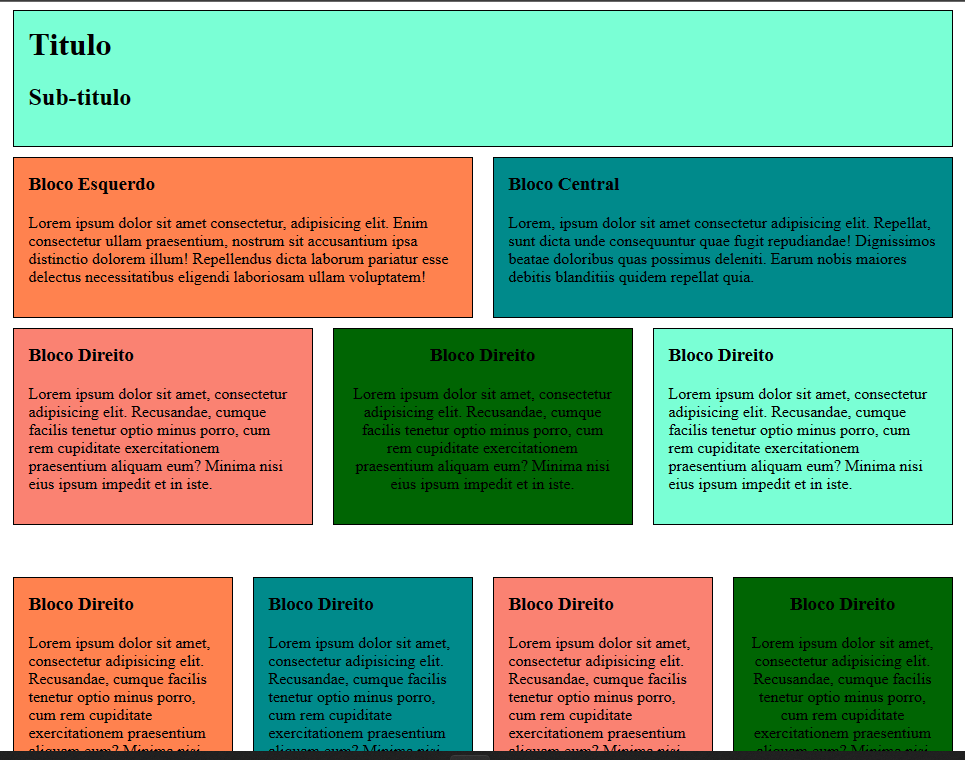 Titulo
Sub-titulo
Bloco Esquerdo
Lorem ipsum dolor sit amet consectetur, adipisicing elit. Enim
consectetur ullam praesentium, nostrum sit accusantium ipsa
distinctio dolorem illum! Repellendus dicta laborum pariatur esse
delectus necessitatibus eligendi laboriosam ullam voluptatem!
Bloco Central
Lorem, ipsum dolor sit amet consectetur adipisicing elit. Repellat,
sunt dicta unde consequuntur quae fugit repudiandae! Dignissimos
beatae doloribus quas possimus deleniti. Earum nobis maiores
debitis blanditiis quidem repellat quia.
Bloco Direito
Lorem ipsum dolor sit amet, consectetur
adipisicing elit. Recusandae, cumque
facilis tenetur optio minus porro, cum
rem cupiditate exercitationem
praesentium aliquam eum? Minima nisi
eius ipsum impedit et in iste.
Bloco Direito
Lorem ipsum dolor sit amet, consectetur
adipisicing elit. Recusandae, cumque
facilis tenetur optio minus porro, cum
rem cupiditate exercitationem
praesentium aliquam eum? Minima nisi
eius ipsum impedit et in iste.
Bloco Direito
Lorem ipsum dolor sit amet, consectetur
adipisicing elit. Recusandae, cumque
facilis tenetur optio minus porro, cum
rem cupiditate exercitationem
praesentium aliquam eum? Minima nisi
eius ipsum impedit et in iste.
Bloco Direito
Lorem ipsum dolor sit amet,
consectetur adipisicing elit.
Recusandae, cumque facilis
tenetur optio minus porro,
cum rem cupiditate
exercitationem praesentium
aliquam eum? Minima nisi
Bloco Direito
Lorem ipsum dolor sit amet,
consectetur adipisicing elit.
Recusandae, cumque facilis
tenetur optio minus porro,
cum rem cupiditate
exercitationem praesentium
aliquam eum? Minima nisi
Bloco Direito
Lorem ipsum dolor sit amet,
consectetur adipisicing elit.
Recusandae, cumque facilis
tenetur optio minus porro,
cum rem cupiditate
exercitationem praesentium
aliquam eum? Minima nisi
Bloco Direito
Lorem ipsum dolor sit amet,
consectetur adipisicing elit.
Recusandae, cumque facilis
tenetur optio minus porro,
cum rem cupiditate
exercitationem praesentium
aliquam eum? Minima nisi